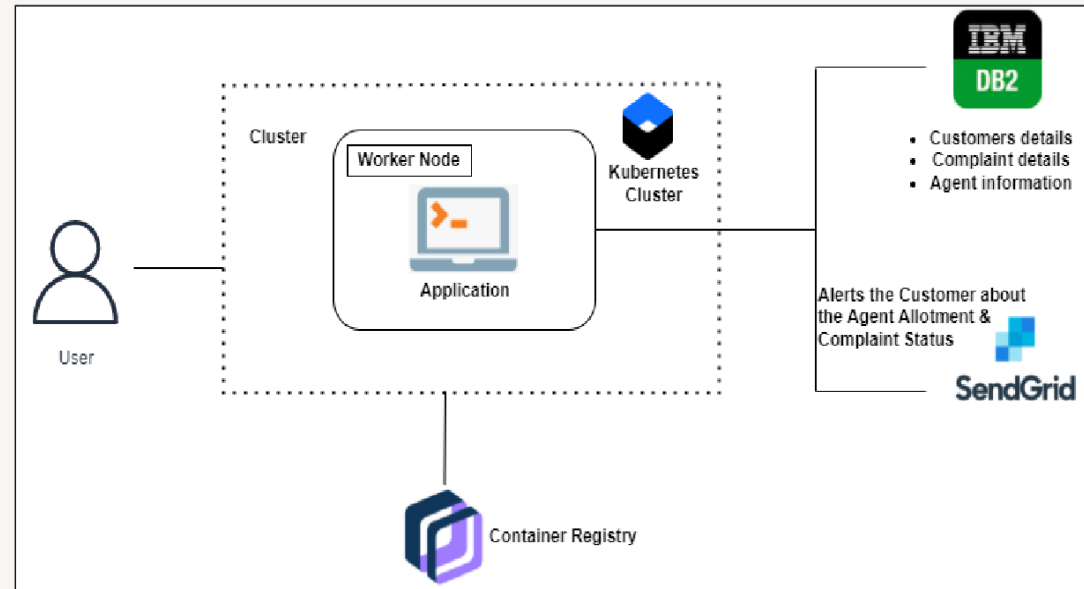 IBM
DB2
Cluster
Worker Node
Kubernetes
Cluster
Application
• Customers details
• Complaint details
• Agent information
User
Alerts the Customer about
the Agent Allotment &
Complaint Status
SendGrid
Container Registry